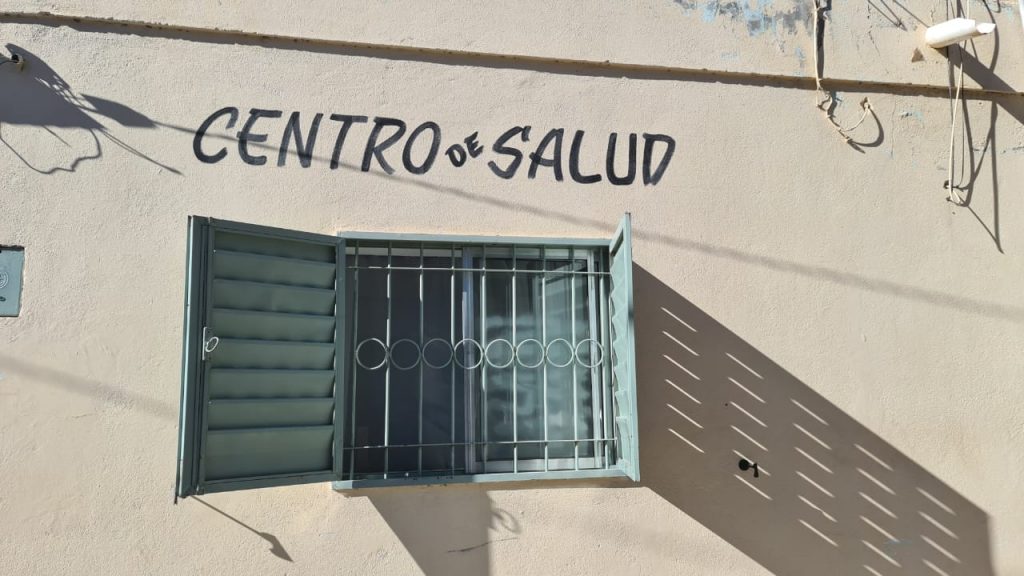 CENTRO DE SALUD